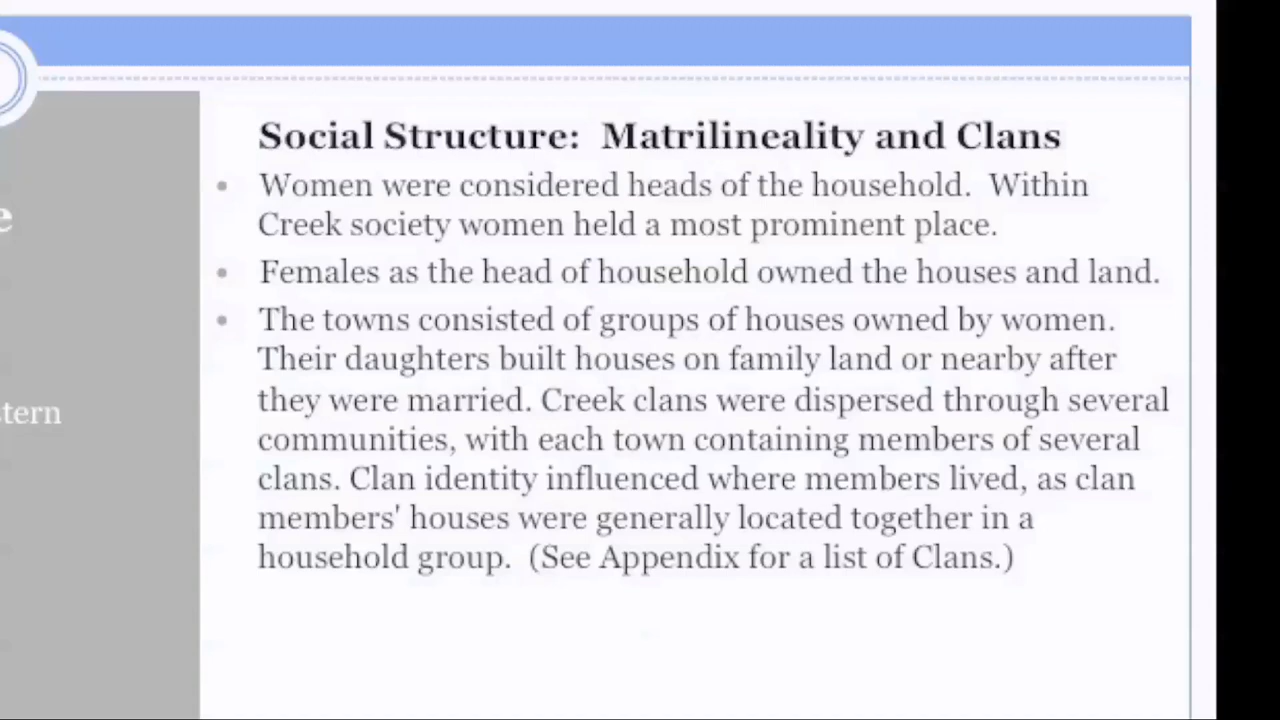 Social Structure:  Matrilineality and Clans
Women were considered heads of the household.  Within
Creek society women held a most prominent place.
Females as the head of household owned the houses and land.
The towns consisted of groups of houses owned by women.
Their daughters built houses on family land or nearby after
they were married. Creek clans were dispersed through several
communities, with each town containing members of several
clans. Clan identity influenced where members lived, as clan
members' houses were generally located together in a
household group.  (See Appendix for a list of Clans.)